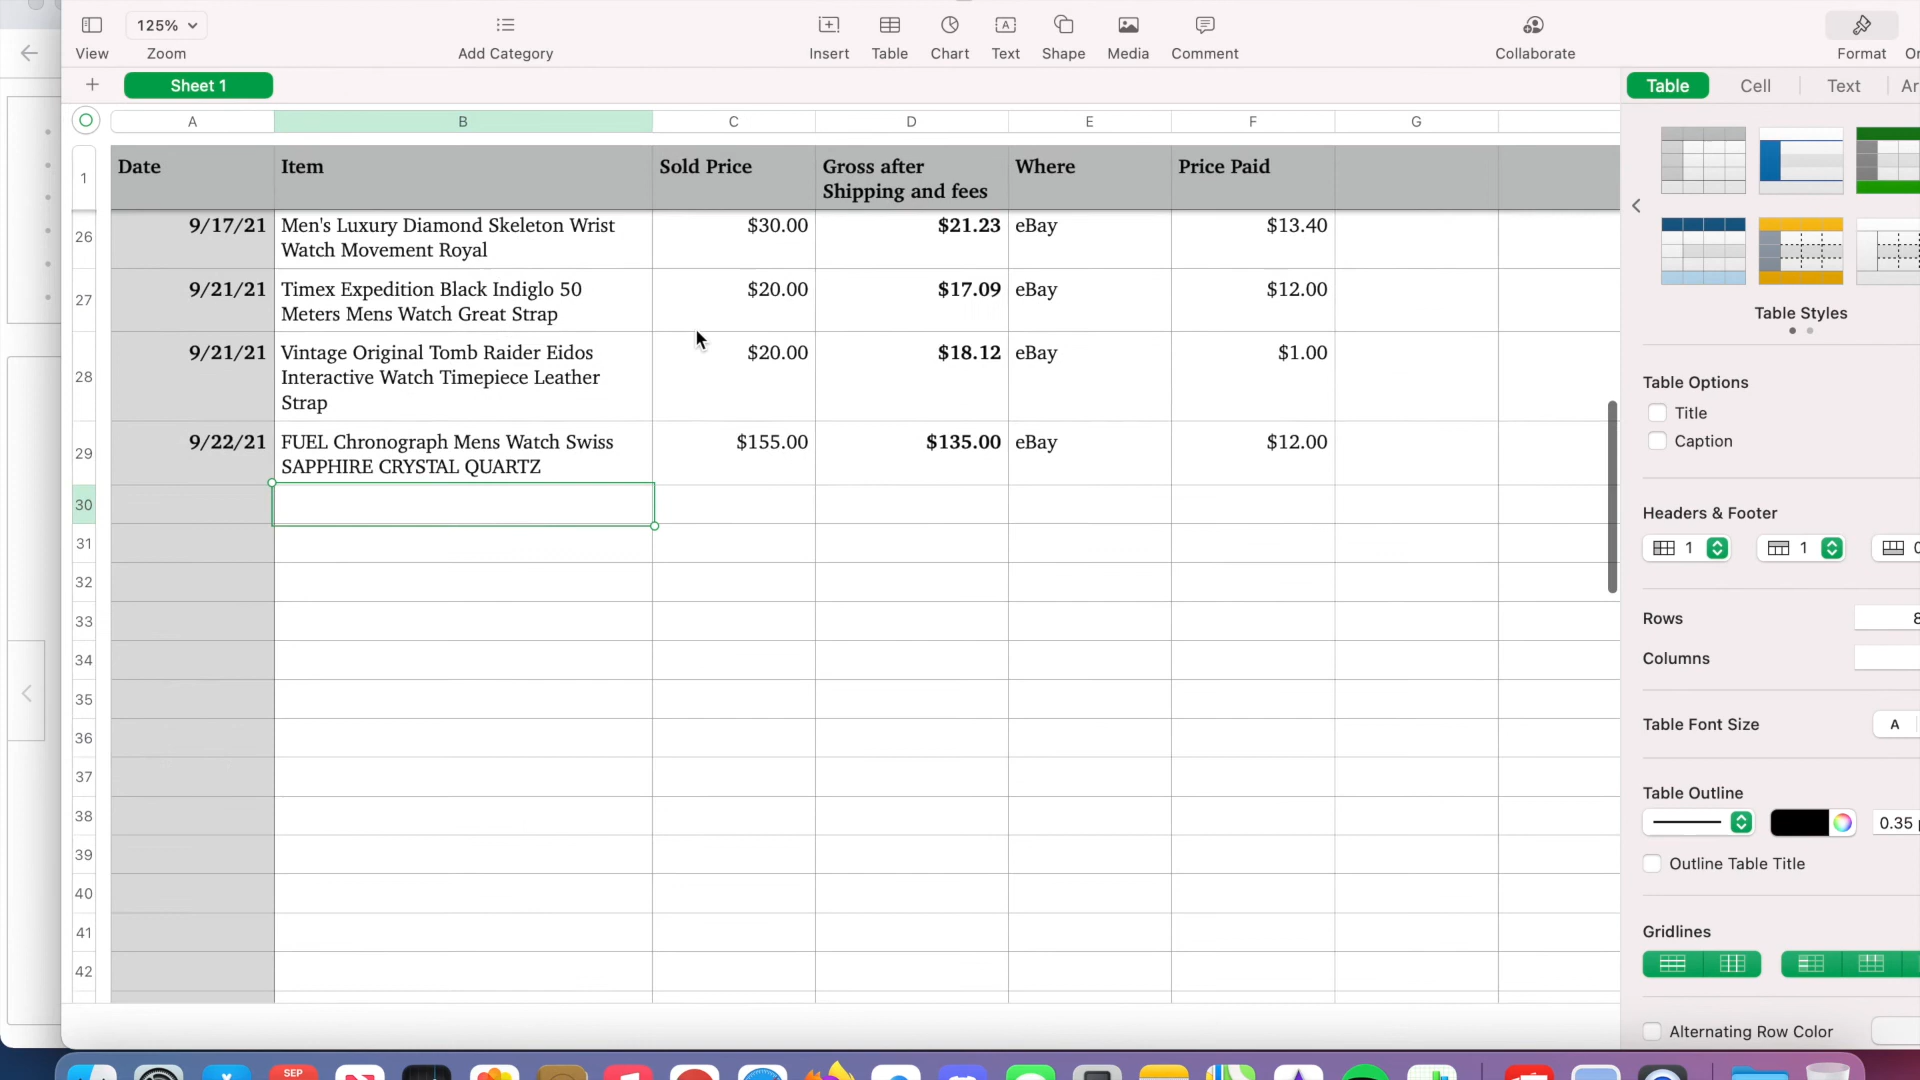 125%
View
Zoom
Add Category
Insert
Table
Chart
Text
Shape
Media
Comment
Collaborate
Format
Sheet 1
Table
Cell
Text
A
B
C
D
E
F
G
1
Date
Item
Sold Price
Gross after
Shipping and fees
Where
Price Paid
26
9/17/21
Men's Luxury Diamond Skeleton Wrist
Watch Movement Royal
$30.00
$21.23
eBay
$13.40
27
9/21/21
Timex Expedition Black Indiglo 50
Meters Mens Watch Great Strap
$20.00
$17.09
eBay
$12.00
28
9/21/21
Vintage Original Tomb Raider Eidos
Interactive Watch Timepiece Leather
Strap
$20.00
$18.12
eBay
$1.00
29
9/22/21
FUEL Chronograph Mens Watch Swiss
SAPPHIRE CRYSTAL QUARTZ
$155.00
$135.00
eBay
$12.00
30
31
32
33
34
35
36
37
38
39
40
41
42
Table Styles
Table Options
Title
Caption
Headers & Footer
1
1
Rows
Columns
Table Font Size
A
Table Outline
0.35
Outline Table Title
Gridlines
Alternating Row Color
SEP